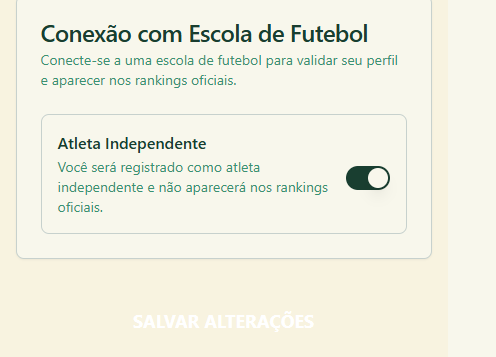 Conexão com Escola de Futebol
Conecte-se a uma escola de futebol para validar seu perfil
e aparecer nos rankings oficiais.
Atleta Independente
Você será registrado como atleta
independente e não aparecerá nos rankings
oficiais.
SALVAR ALTERAÇÕES